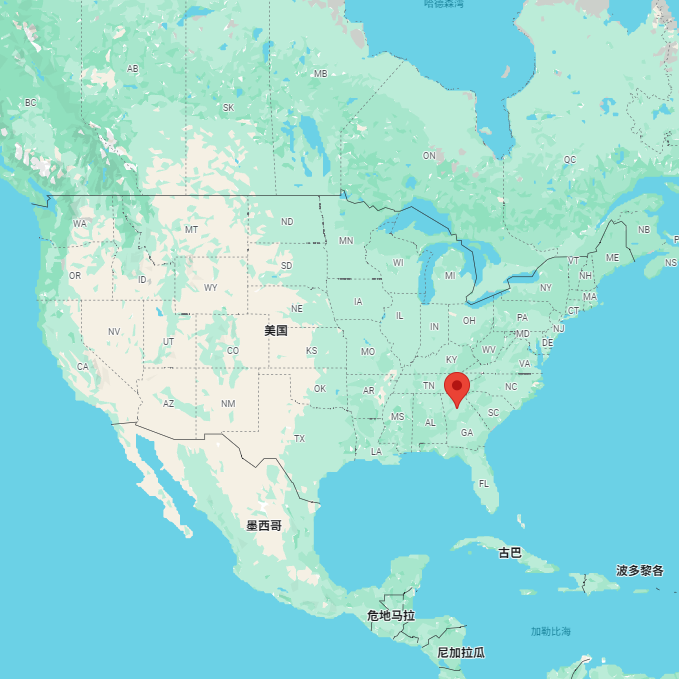 哈德森湾
AB
MB
BC
SK
ON
QC
WA
MT
ND
MN
NB
P
OR
ID
SD
WI
MI
VT
ME
NS
WY
NH
NY
NE
IA
MA
NV
UT
美国
CO
KS
IL
IN
OH
PA
CT
NJ
MD
DE
CA
MO
KY
WV
VA
AZ
NM
OK
AR
TN
NC
MS
AL
SC
GA
TX
LA
FL
墨西哥
古巴
波多黎各
危地马拉
加勒比海
尼加拉瓜